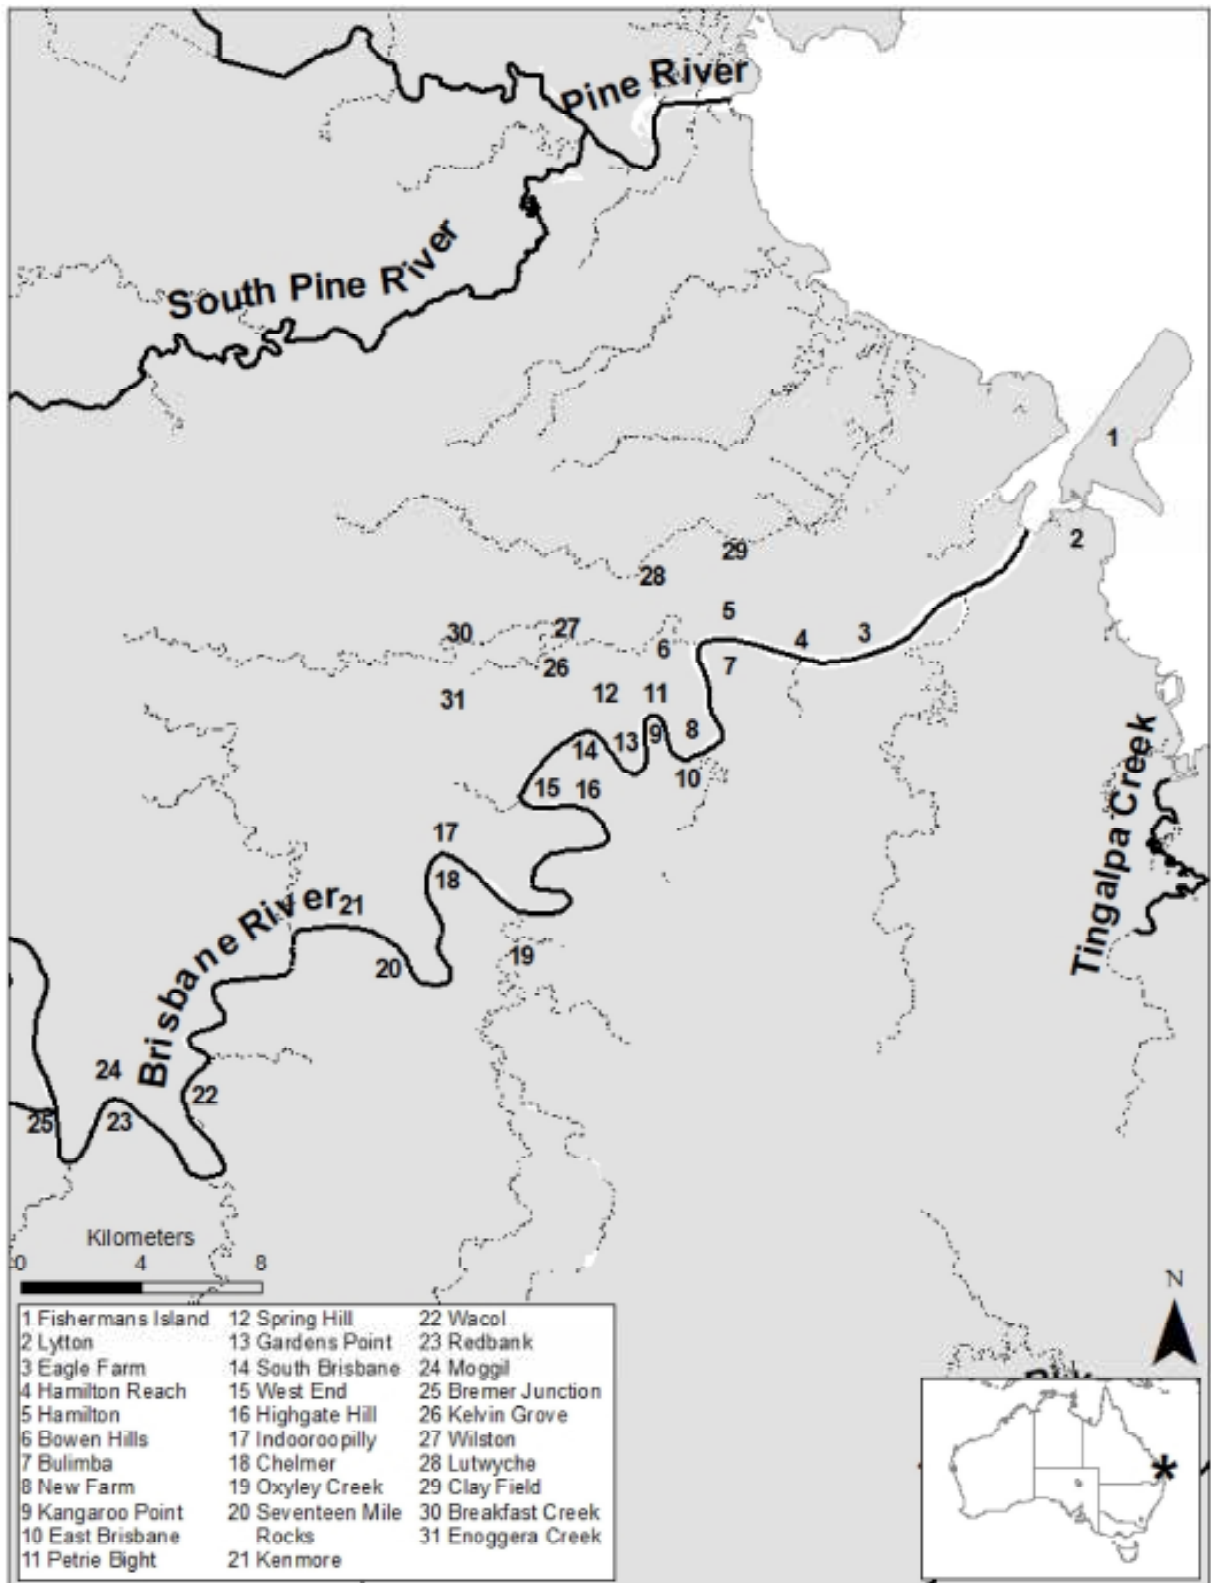 Pine River
South Pine River
1
2
29
28
5
3
4
30
27
6
26
7
31
12
11
8
9
13
14
10
15
16
17
18
Tingalpa Creek
Brisbane River
21
19
20
24
22
23
25
Kilometers
0 4 8
N
1 Fishermans Island
2 Lytton
3 Eagle Farm
4 Hamilton Reach
5 Hamilton
6 Bowen Hills
7 Bulimba
8 New Farm
9 Kangaroo Point
10 East Brisbane
11 Petrie Bight
12 Spring Hill
13 Gardens Point
14 South Brisbane
15 West End
16 Highgate Hill
17 Indooroopilly
18 Chelmer
19 Oxyley Creek
20 Seventeen Mile
Rocks
21 Kenmore
22 Wacol
23 Redbank
24 Moggil
25 Bremer Junction
26 Kelvin Grove
27 Wilston
28 Lutwyche
29 Clay Field
30 Breakfast Creek
31 Enoggera Creek
*